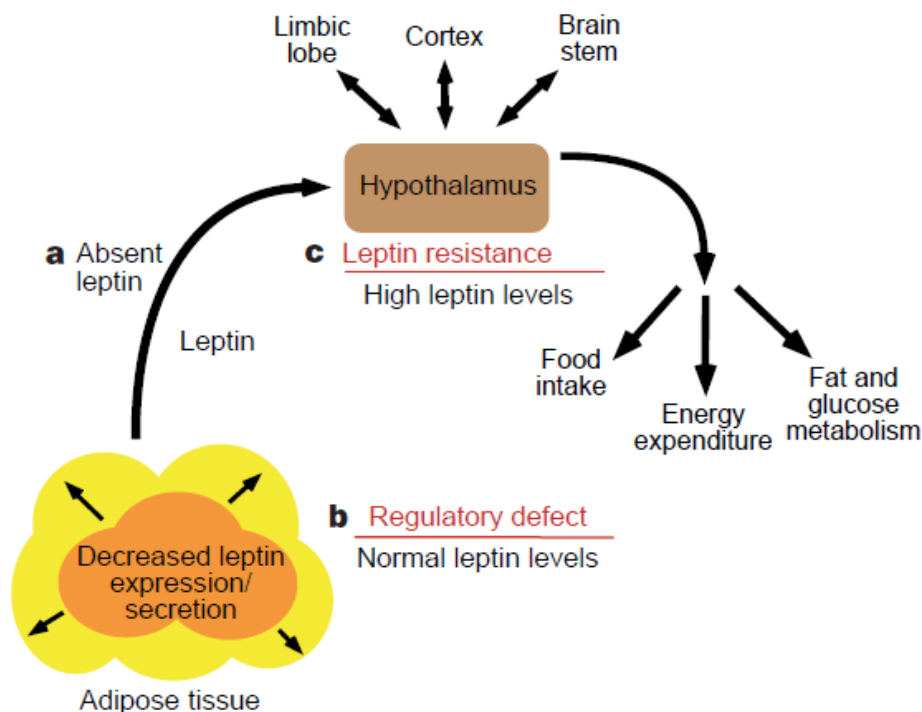 Limbic
lobe
Cortex
Brain
stem
Hypothalamus
a Absent
leptin
c Leptin resistance
High leptin levels
Leptin
Food
intake
Energy
expenditure
Fat and
glucose
metabolism
b Regulatory defect
Normal leptin levels
Decreased leptin
expression/
secretion
Adipose tissue